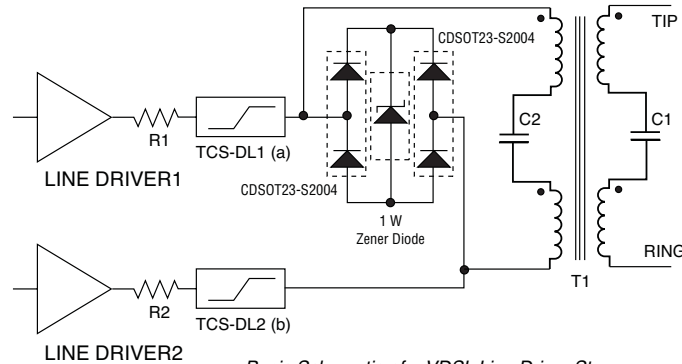 CDSOT23-S2004
TIP
R1
TCS-DL1 (a)
LINE DRIVER1
CDSOT23-S2004
1 W
Zener Diode
C2
C1
RING
T1
R2
TCS-DL2 (b)
LINE DRIVER2